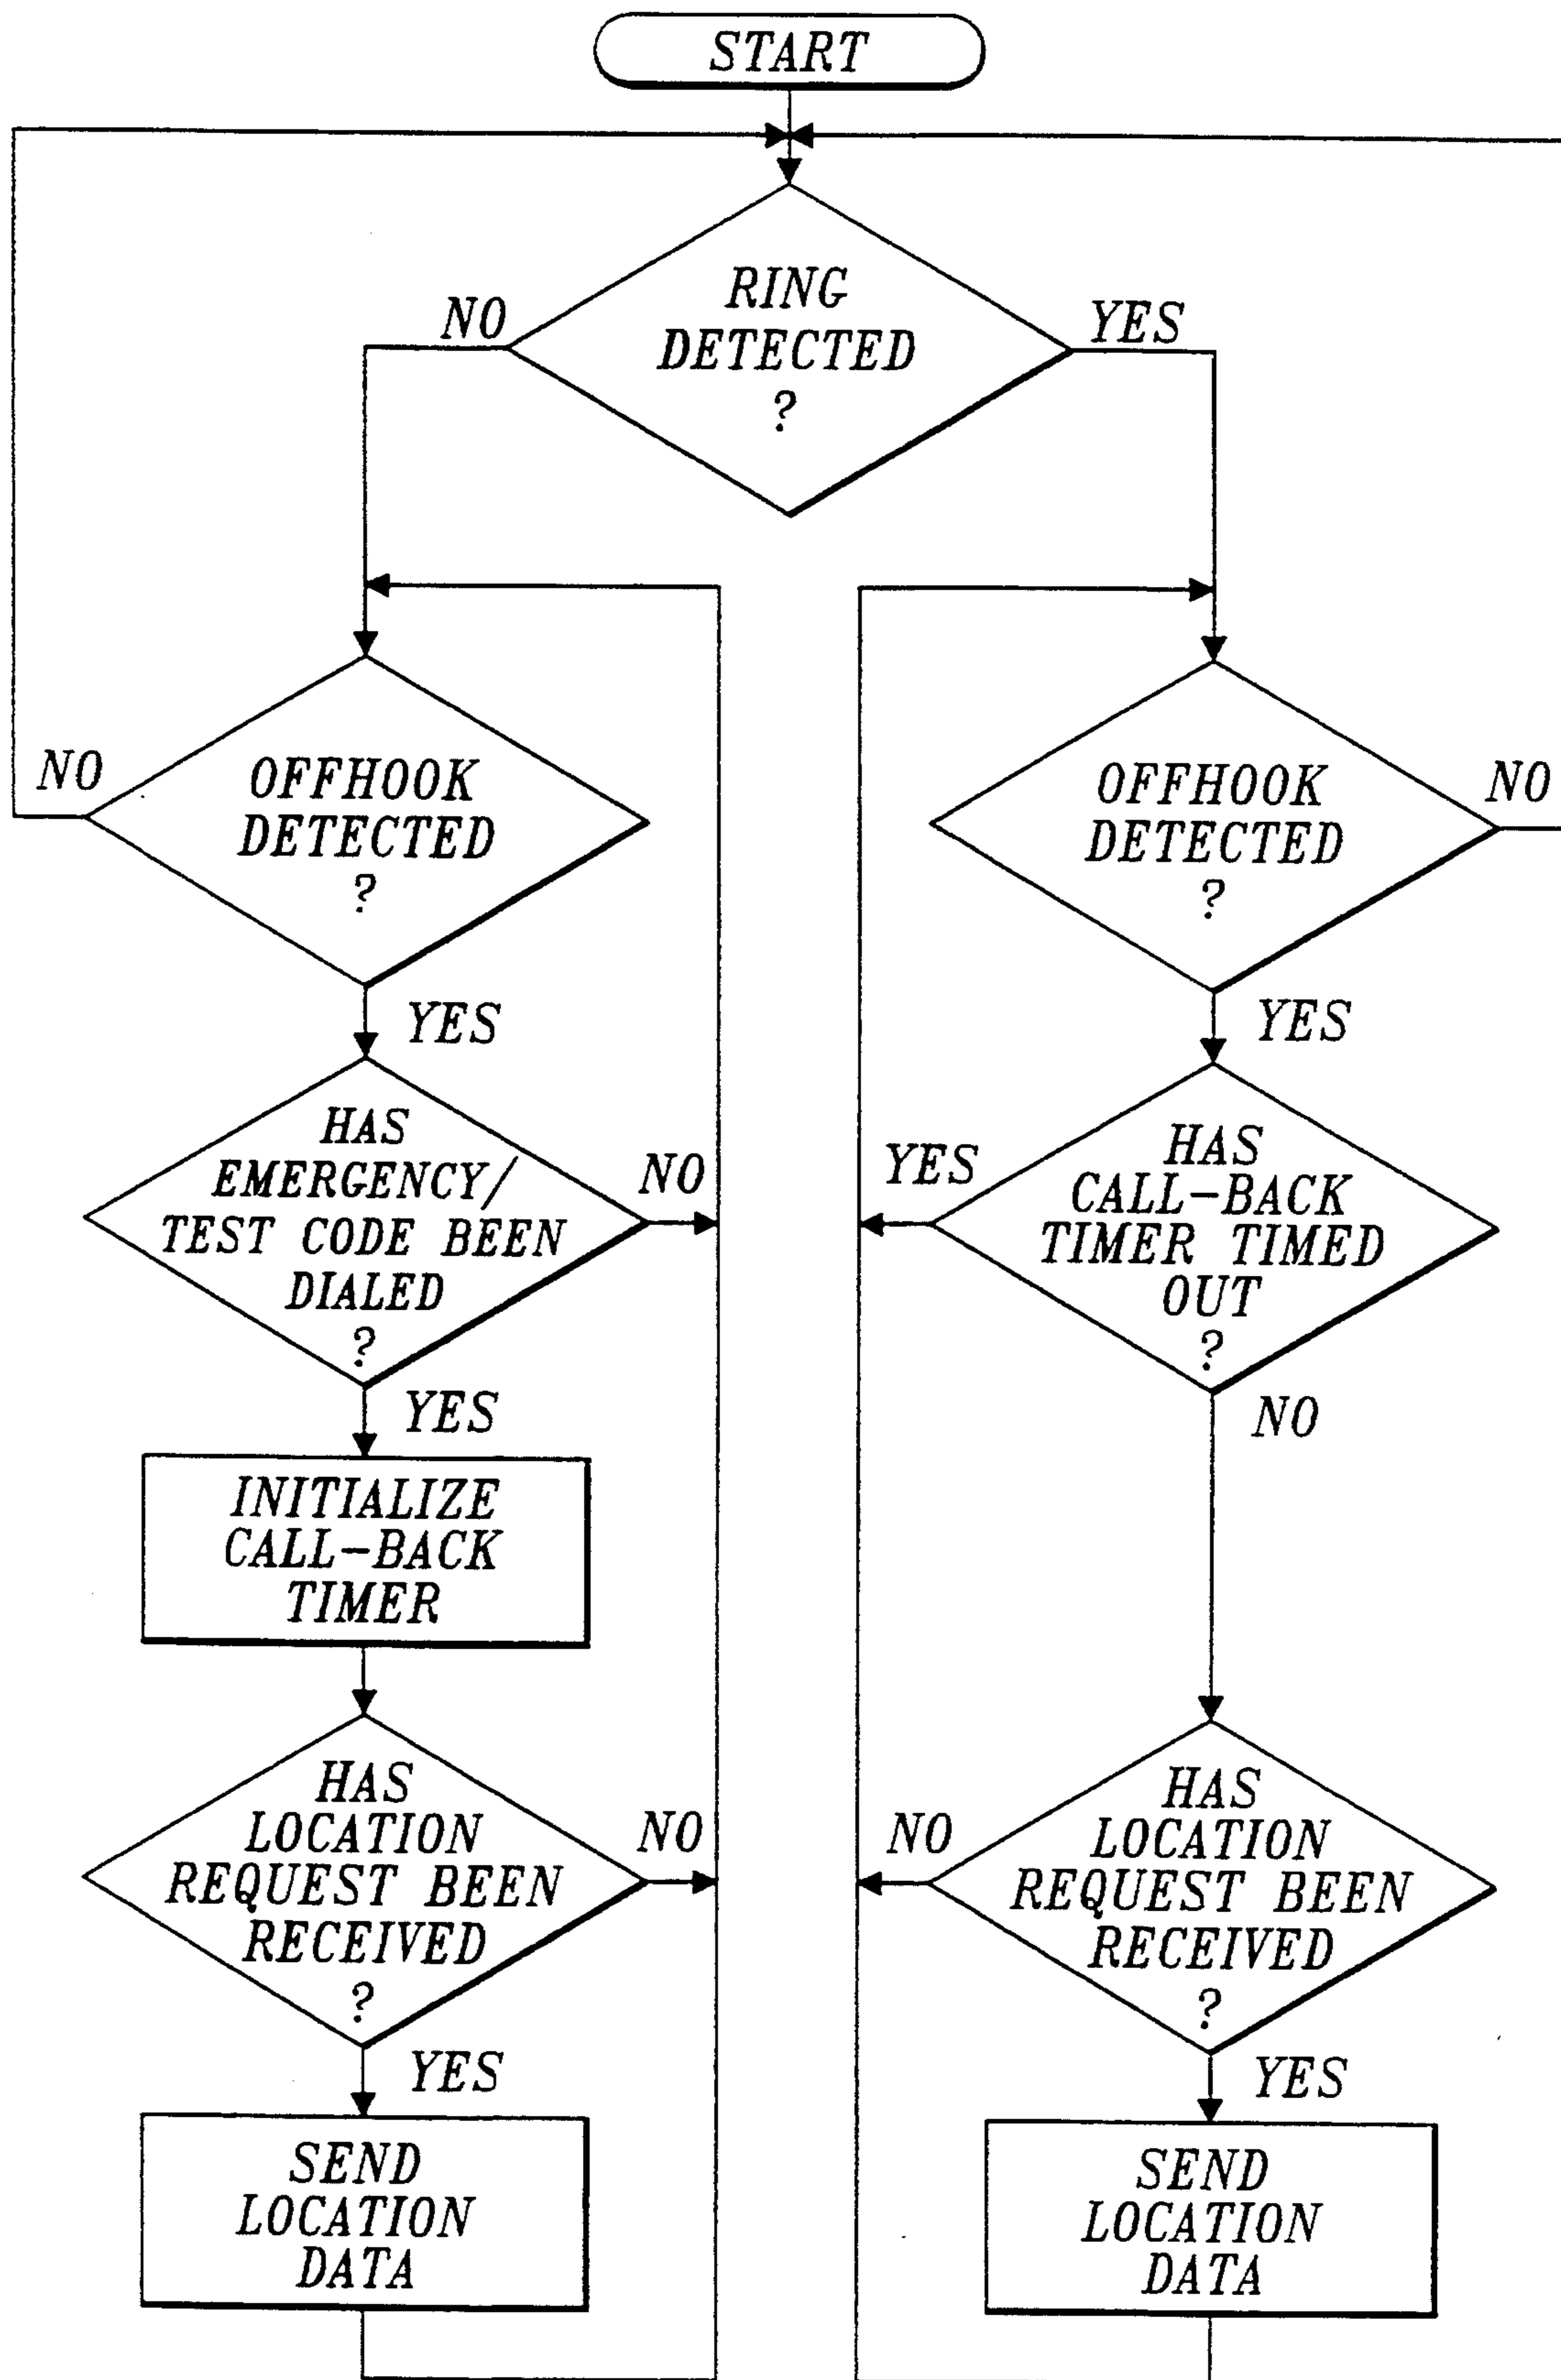 START
RING
DETECTED
?
NO
YES
OFFHOOK
DETECTED
?
NO
YES
HAS
EMERGENCY/
TEST CODE BEEN
DIALED
?
NO
YES
INITIALIZE
CALL-BACK
TIMER
HAS
LOCATION
REQUEST BEEN
RECEIVED
?
NO
YES
SEND
LOCATION
DATA
OFFHOOK
DETECTED
?
NO
YES
HAS
CALL-BACK
TIMER TIMED
OUT
?
YES
NO
HAS
LOCATION
REQUEST BEEN
RECEIVED
?
NO
YES
SEND
LOCATION
DATA